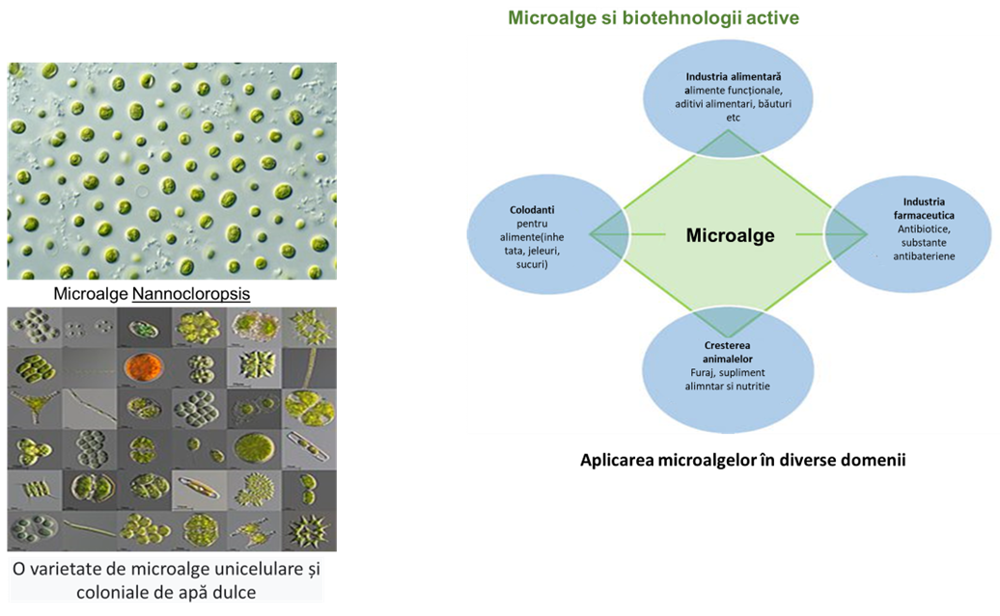 Microalge si biotehnologii active
Microalge Nannocloropsis
O varietate de microalge unicelulare și
coloniale de apă dulce
Industria alimentară
alimente funcționale,
aditivi alimentari, băuturi
etc
Colodanti
pentru
alimente(inhe
tata, jeleuri,
sucuri)
Microalge
Industria
farmaceutica
Antibiotice,
substante
antibateriene
Cresterea
animalelor
Furaj, supliment
alimntar si nutritie
Aplicarea microalgelor în diverse domenii